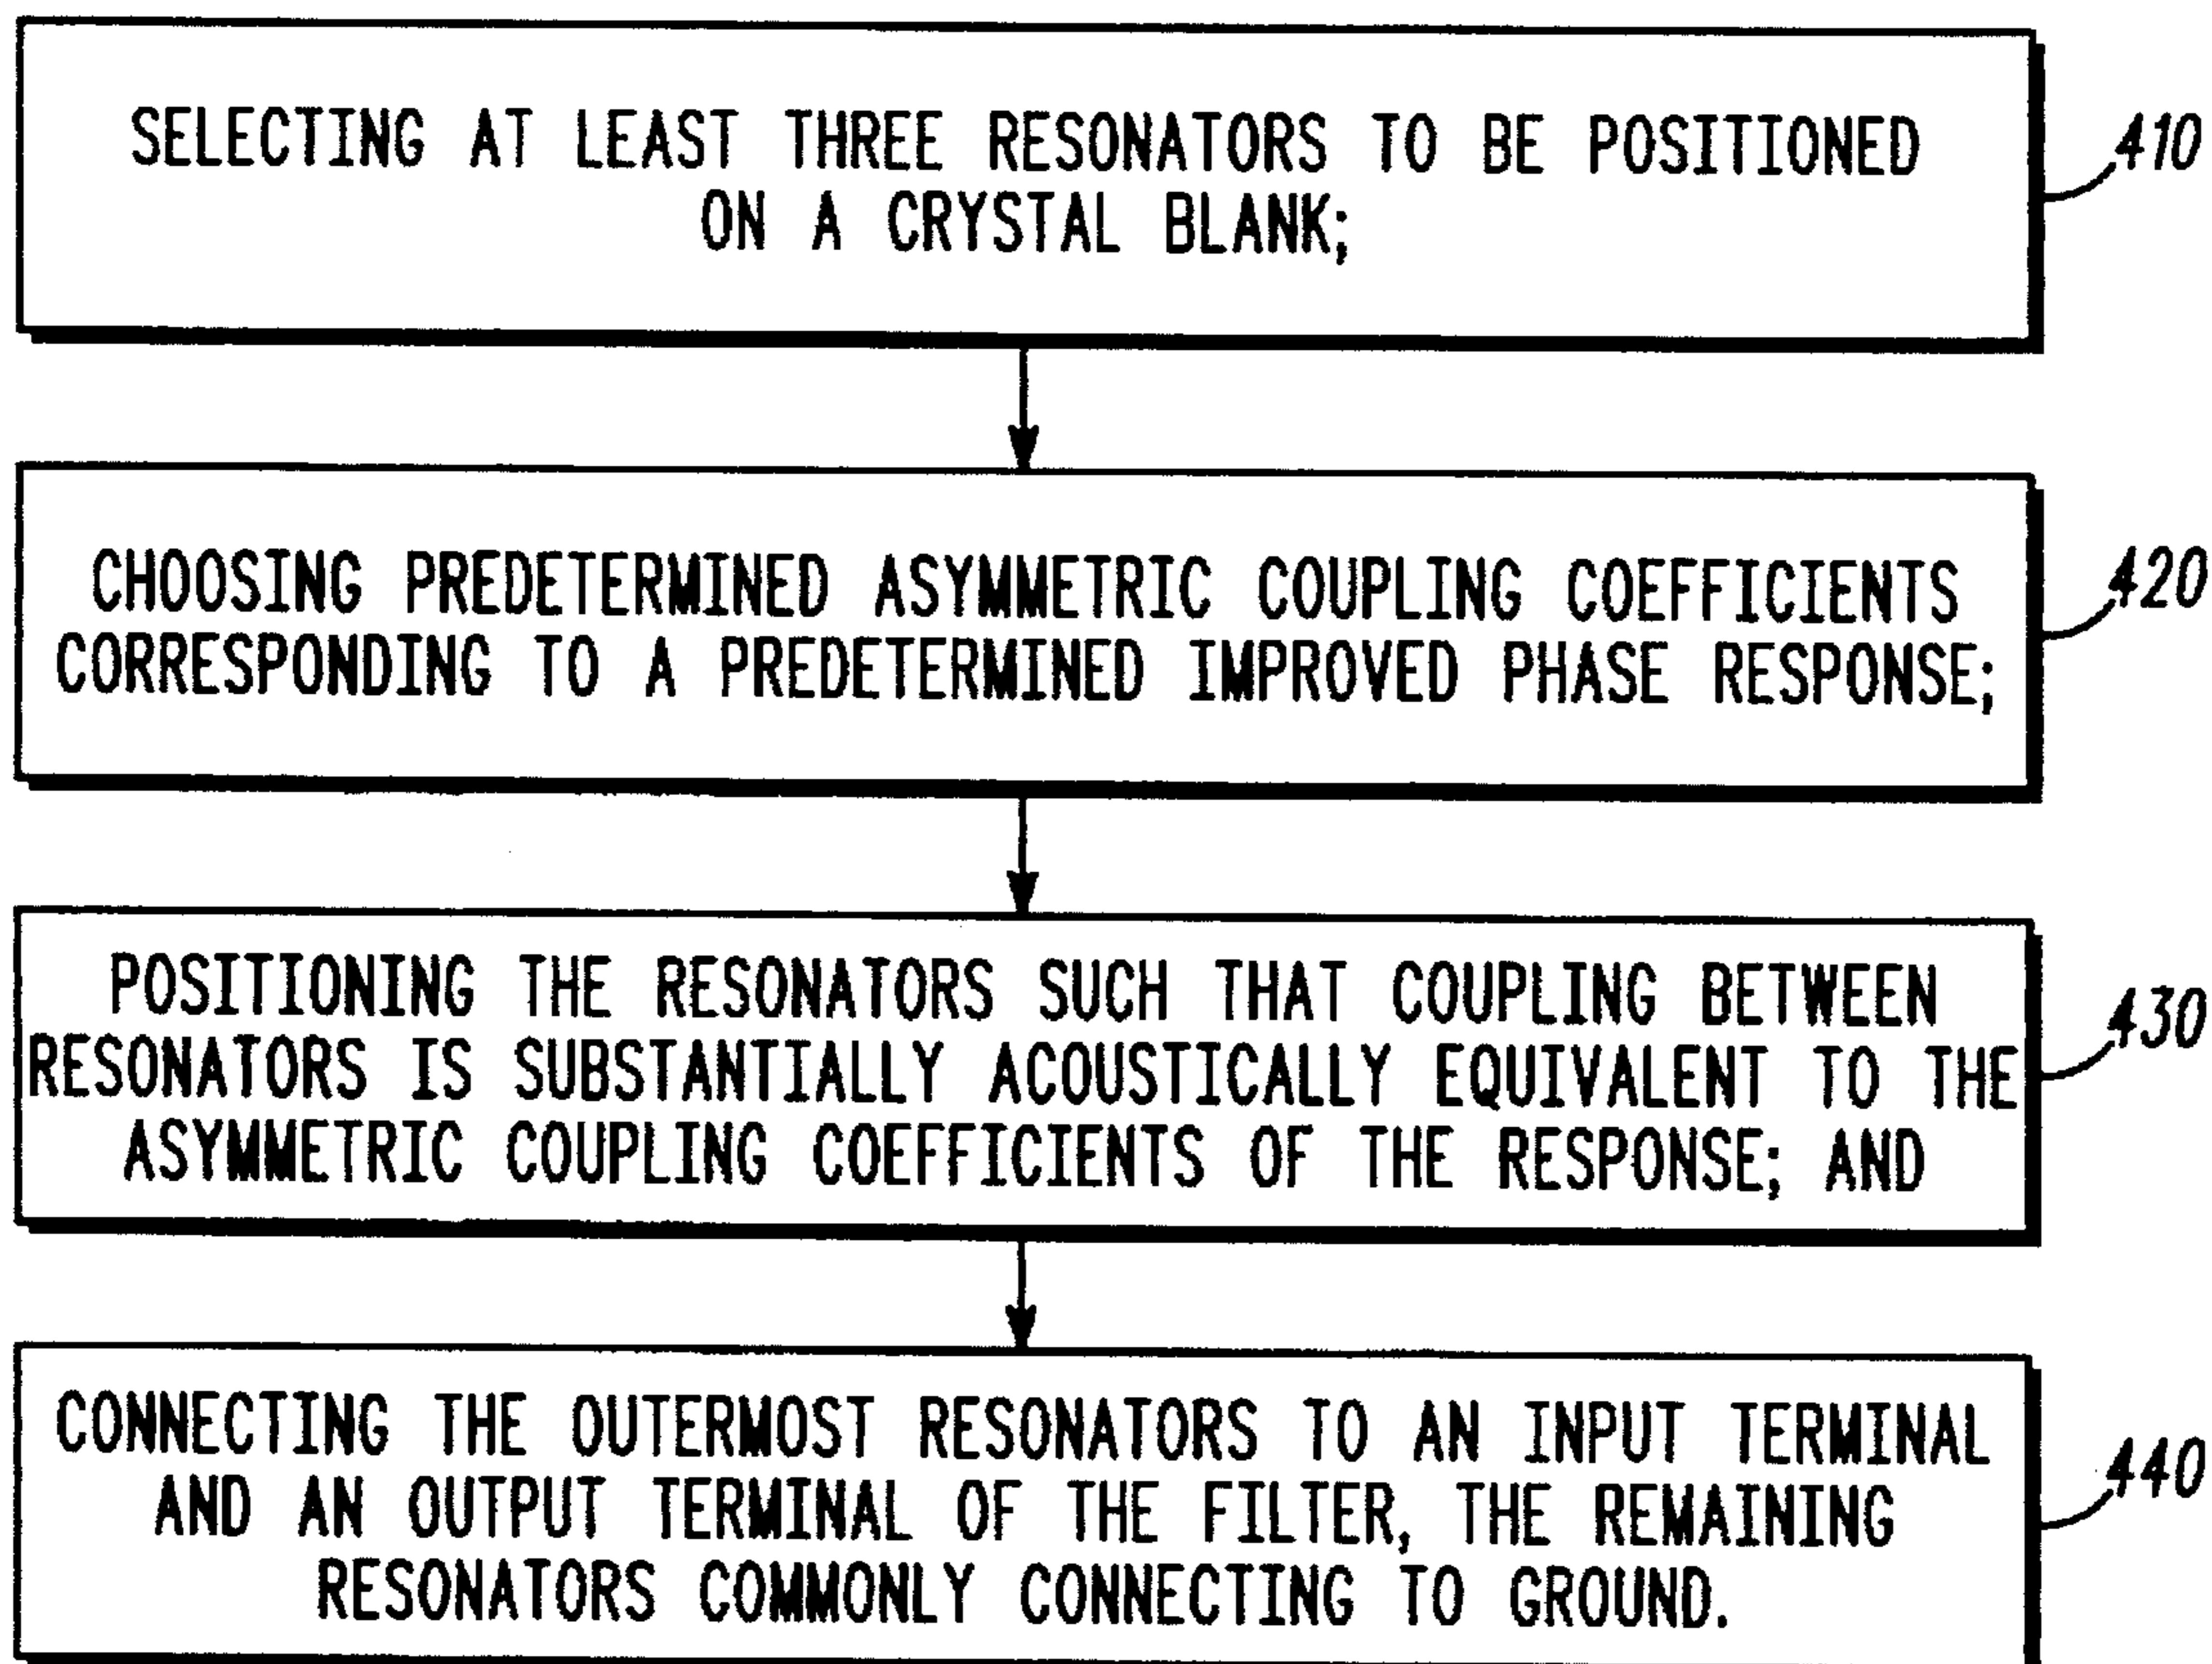 SELECTING AT LEAST THREE RESONATORS TO BE POSITIONED
ON A CRYSTAL BLANK;
410
CHOOSING PREDETERMINED ASYMMETRIC COUPLING COEFFICIENTS
CORRESPONDING TO A PREDETERMINED IMPROVED PHASE RESPONSE;
420
POSITIONING THE RESONATORS SUCH THAT COUPLING BETWEEN
RESONATORS IS SUBSTANTIALLY ACOUSTICALLY EQUIVALENT TO THE
ASYMMETRIC COUPLING COEFFICIENTS OF THE RESPONSE; AND
430
CONNECTING THE OUTERMOST RESONATORS TO AN INPUT TERMINAL
AND AN OUTPUT TERMINAL OF THE FILTER, THE REMAINING
RESONATORS COMMONLY CONNECTING TO GROUND.
440